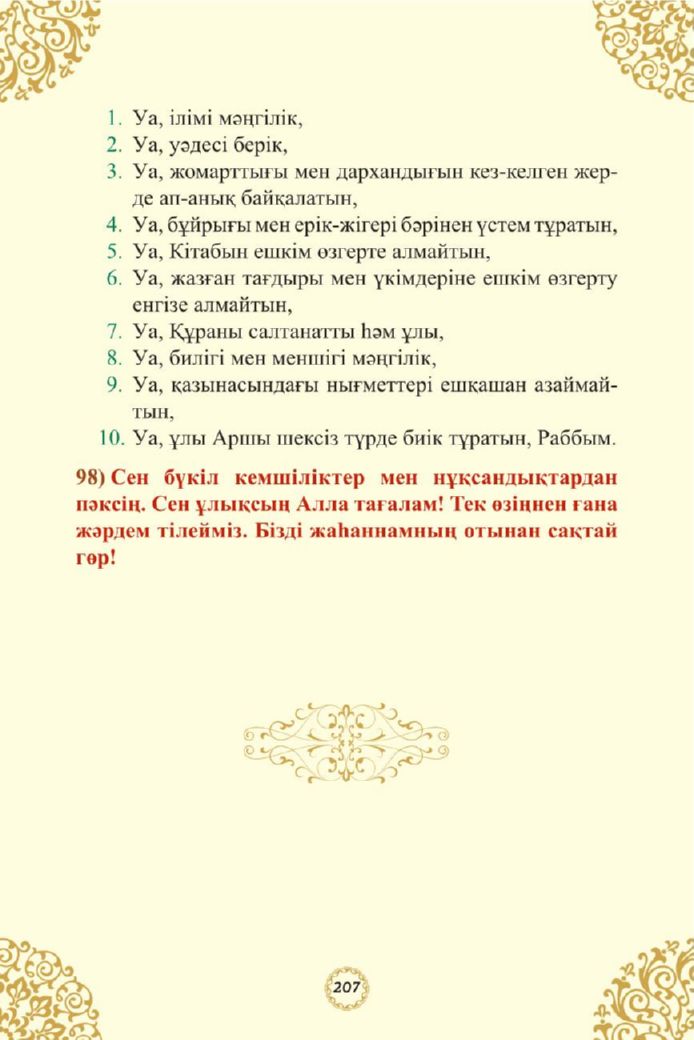 1. Уа, ілімі мәңгілік,
2. Уа, уәдесі берік,
3. Уа, жомарттығы мен дархандығын кез-келген жер-
де ап-анық байқалатын,
4. Уа, бұйрығы мен ерік-жігері бәрінен үстем тұратын,
5. Уа, Кітабын ешкім өзгерте алмайтын,
6. Уа, жазған тағдыры мен үкімдеріне ешкім өзгерту
енгізе алмайтын,
7. Уа, Құраны салтанатты һәм ұлы,
8. Уа, билігі мен меншігі мәңгілік,
9. Уа, қазынасындағы нығметтері ешқашан азаймай-
тын,
10. Уа, ұлы Аршы шексіз түрде биік тұратын, Раббым.
98) Сен бүкіл кемшіліктер мен нұқсандықтардан
пәксің. Сен ұлықсың Алла тағалам! Тек өзіңнен ғана
жәрдем тілейміз. Бізді жаһаннамның отынан сақтай
гөр!
207